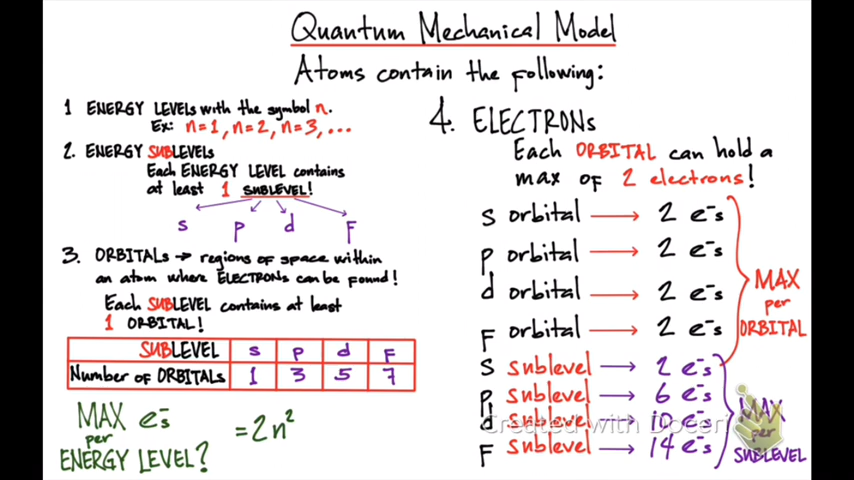 Quantum Mechanical Model
Atoms contain the following:
1 ENERGY LEVELs with the symbol n.
Ex: n=1, n=2, n=3, ...
2. ENERGY SUBLEVELs
Each ENERGY LEVEL contains
at least 1 SUBLEVEL!
s p d F
3. ORBITALs → regions of space within
an atom where ELECTRONs can be found!
Each SUBLEVEL contains at least
1 ORBITAL!
SUBLEVEL s p d F
Number of ORBITALs 1 3 5 7
MAX e⁻s
per
ENERGY LEVEL?
= 2n²
4. ELECTRONs
Each ORBITAL can hold a
max of 2 electrons!
s orbital → 2 e⁻s
p orbital → 2 e⁻s
d orbital → 2 e⁻s
F orbital → 2 e⁻s
MAX
per
ORBITAL
s sublevel → 2 e⁻s
p sublevel → 6 e⁻s
d sublevel → 10 e⁻s
F sublevel → 14 e⁻s
MAX
per
SUBLEVEL
Created with Doceri